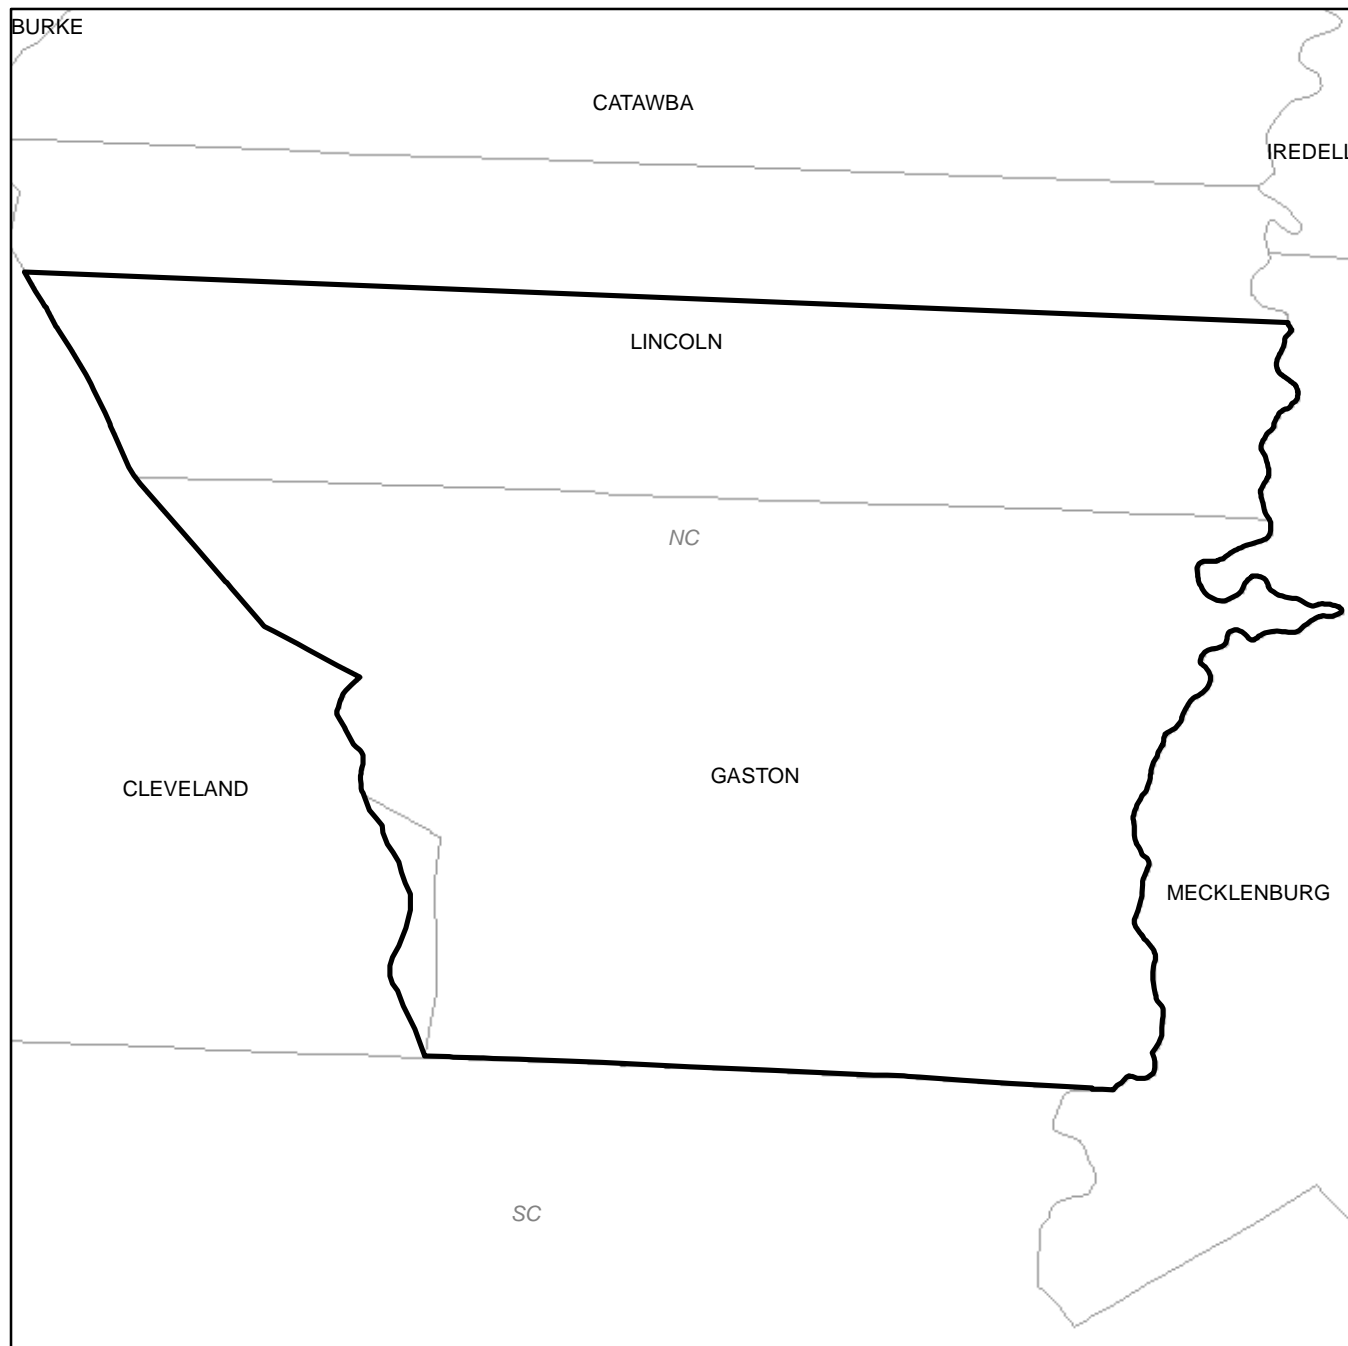 BURKE
CATAWBA
IREDELL
LINCOLN
NC
GASTON
CLEVELAND
MECKLENBURG
SC